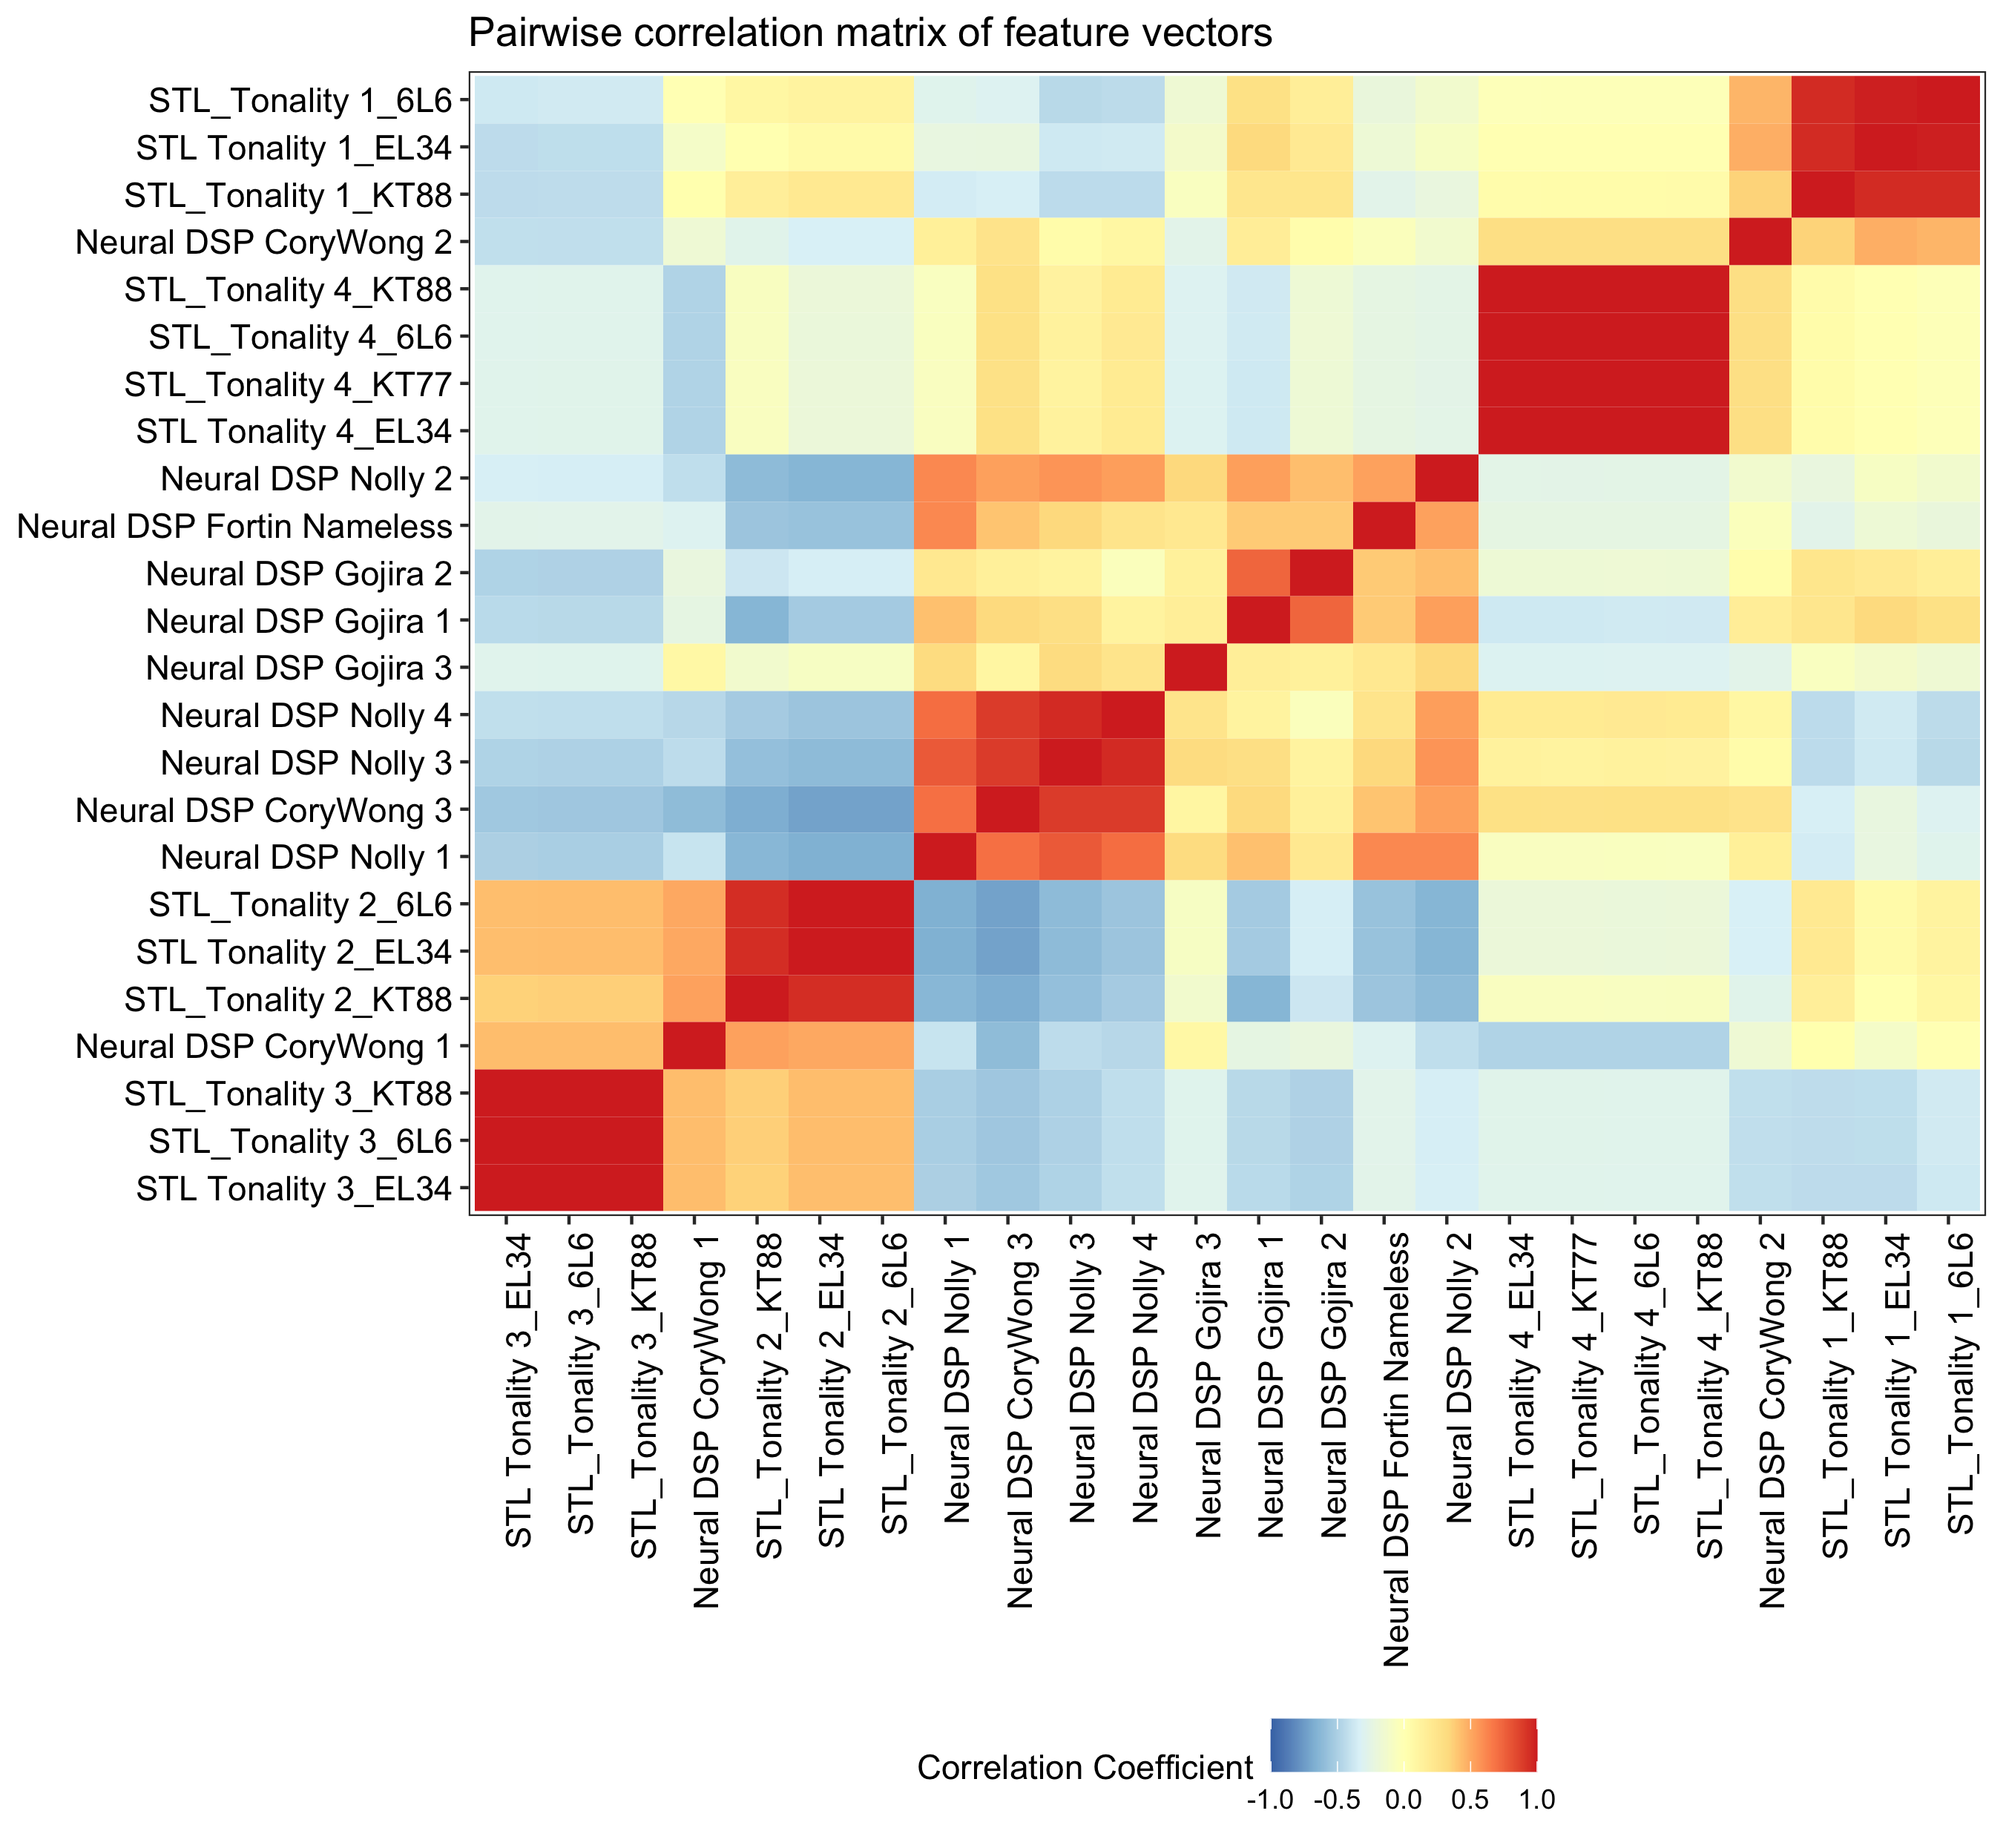 Pairwise correlation matrix of feature vectors
STL_Tonality 1_6L6
STL Tonality 1_EL34
STL_Tonality 1_KT88
Neural DSP CoryWong 2
STL_Tonality 4_KT88
STL_Tonality 4_6L6
STL_Tonality 4_KT77
STL Tonality 4_EL34
Neural DSP Nolly 2
Neural DSP Fortin Nameless
Neural DSP Gojira 2
Neural DSP Gojira 1
Neural DSP Gojira 3
Neural DSP Nolly 4
Neural DSP Nolly 3
Neural DSP CoryWong 3
Neural DSP Nolly 1
STL_Tonality 2_6L6
STL Tonality 2_EL34
STL_Tonality 2_KT88
Neural DSP CoryWong 1
STL_Tonality 3_KT88
STL_Tonality 3_6L6
STL Tonality 3_EL34
STL Tonality 3_EL34
STL_Tonality 3_6L6
STL_Tonality 3_KT88
Neural DSP CoryWong 1
STL_Tonality 2_KT88
STL Tonality 2_EL34
STL_Tonality 2_6L6
Neural DSP Nolly 1
Neural DSP CoryWong 3
Neural DSP Nolly 3
Neural DSP Nolly 4
Neural DSP Gojira 3
Neural DSP Gojira 1
Neural DSP Gojira 2
Neural DSP Fortin Nameless
Neural DSP Nolly 2
STL Tonality 4_EL34
STL_Tonality 4_KT77
STL_Tonality 4_6L6
STL_Tonality 4_KT88
Neural DSP CoryWong 2
STL_Tonality 1_KT88
STL Tonality 1_EL34
STL_Tonality 1_6L6
Correlation Coefficient
-1.0 -0.5 0.0 0.5 1.0